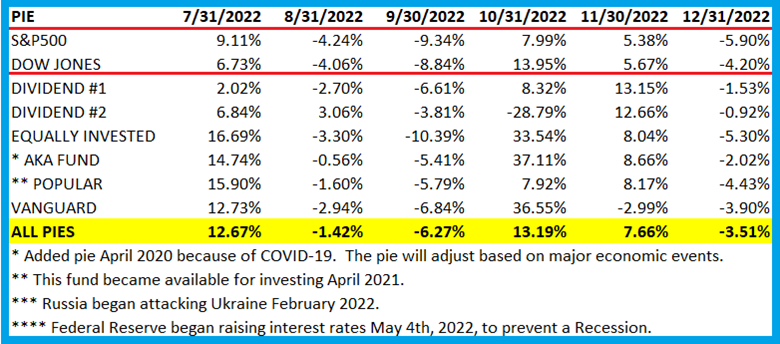 PIE 7/31/2022 8/31/2022 9/30/2022 10/31/2022 11/30/2022 12/31/2022
S&P500 9.11% -4.24% -9.34% 7.99% 5.38% -5.90%
DOW JONES 6.73% -4.06% -8.84% 13.95% 5.67% -4.20%
DIVIDEND #1 2.02% -2.70% -6.61% 8.32% 13.15% -1.53%
DIVIDEND #2 6.84% 3.06% -3.81% -28.79% 12.66% -0.92%
EQUALLY INVESTED 16.69% -3.30% -10.39% 33.54% 8.04% -5.30%
* AKA FUND 14.74% -0.56% -5.41% 37.11% 8.66% -2.02%
** POPULAR 15.90% -1.60% -5.79% 7.92% 8.17% -4.43%
VANGUARD 12.73% -2.94% -6.84% 36.55% -2.99% -3.90%
ALL PIES 12.67% -1.42% -6.27% 13.19% 7.66% -3.51%
* Added pie April 2020 because of COVID-19. The pie will adjust based on major economic events.
** This fund became available for investing April 2021.
*** Russia began attacking Ukraine February 2022.
**** Federal Reserve began raising interest rates May 4th, 2022, to prevent a Recession.